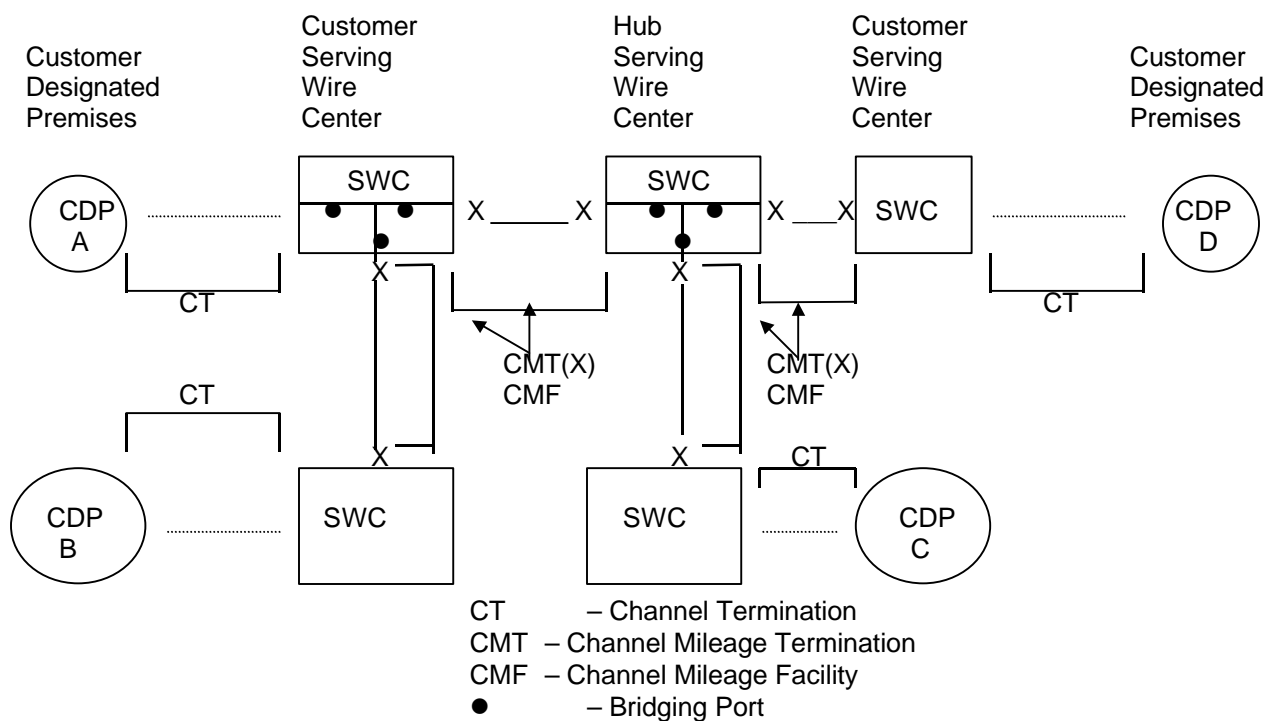 Customer
Serving
Wire
Center
Hub
Serving
Wire
Center
Customer
Serving
Wire
Center
Customer
Designated
Premises
Customer
Designated
Premises
SWC
SWC
CDP
A
X X
X X
SWC
CDP
D
X
X
CT
CT
CMT(X)
CMF
CMT(X)
CMF
CT
X
X
CT
CDP
B
SWC
SWC
CDP
C
CT – Channel Termination
CMT – Channel Mileage Termination
CMF – Channel Mileage Facility
● – Bridging Port